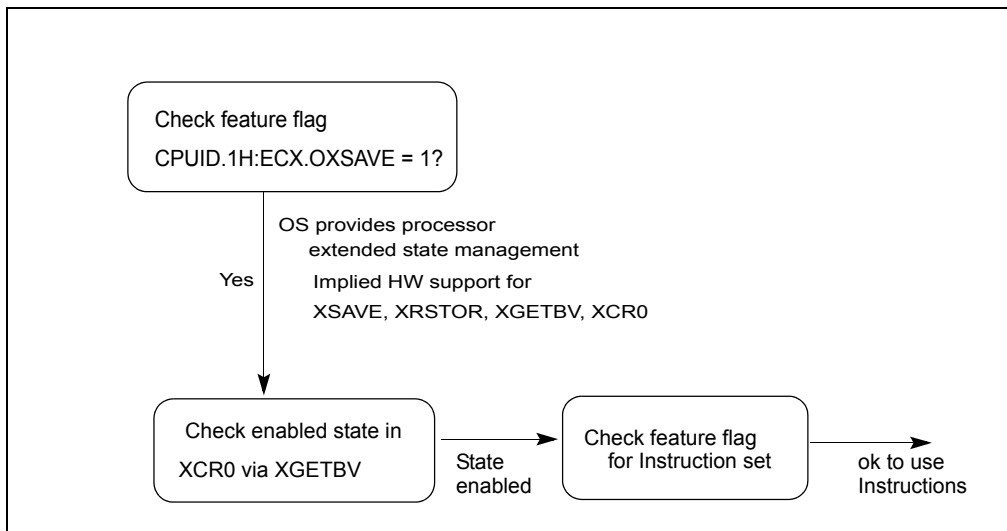 Check feature flag
CPUID.1H:ECX.OXSAVE = 1?
OS provides processor
extended state management
Yes
Implied HW support for
XSAVE, XRSTOR, XGETBV, XCR0
Check enabled state in
XCR0 via XGETBV
State
enabled
Check feature flag
for Instruction set
ok to use
Instructions